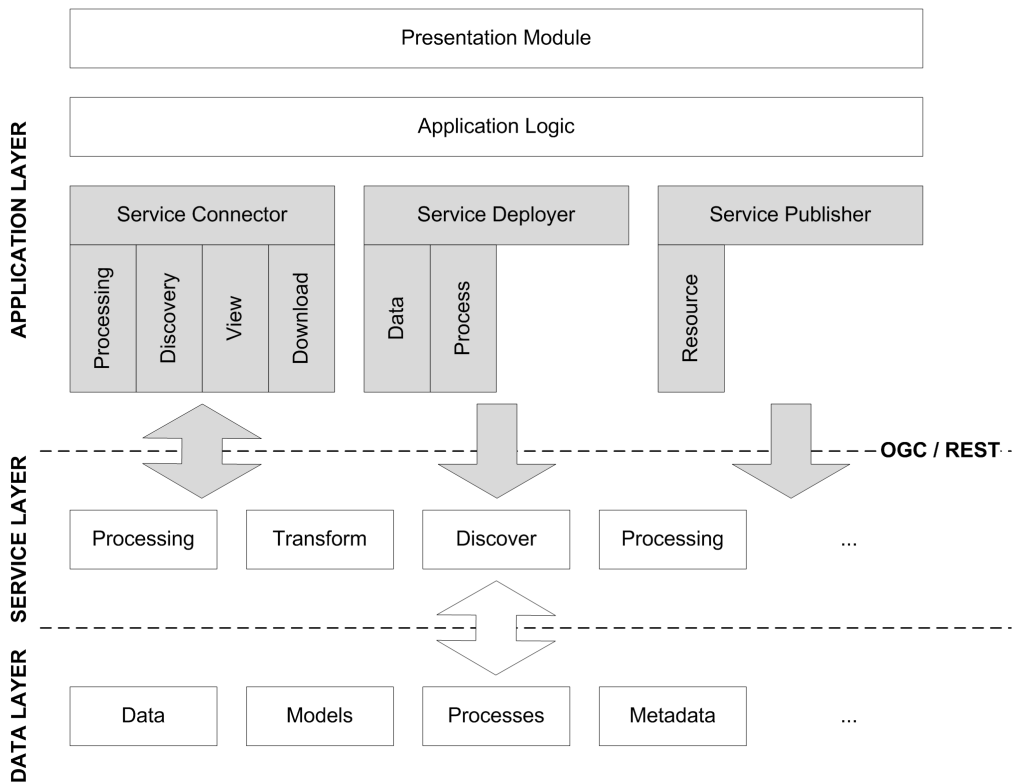 Presentation Module
Application Logic
APPLICATION LAYER
Service Connector
Service Deployer
Service Publisher
Processing
Discovery
View
Download
Data
Process
Resource
OGC / REST
SERVICE LAYER
Processing
Transform
Discover
Processing
...
DATA LAYER
Data
Models
Processes
Metadata
...